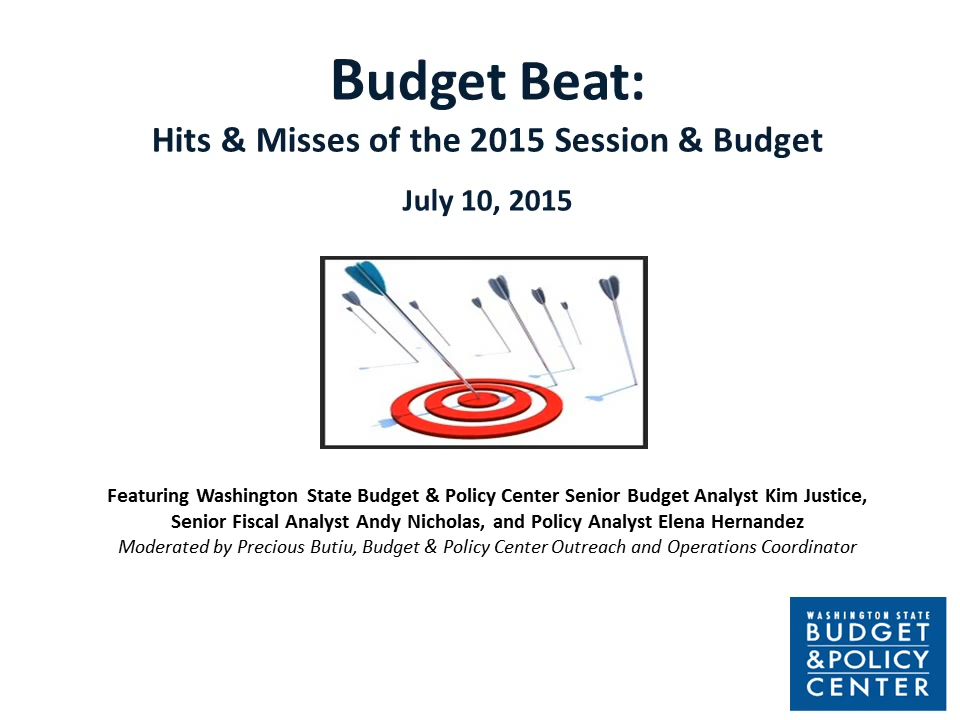 Budget Beat:
Hits & Misses of the 2015 Session & Budget
July 10, 2015
Featuring Washington State Budget & Policy Center Senior Budget Analyst Kim Justice,
Senior Fiscal Analyst Andy Nicholas, and Policy Analyst Elena Hernandez
Moderated by Precious Butiu, Budget & Policy Center Outreach and Operations Coordinator
WASHINGTON STATE
BUDGET
&POLICY
CENTER